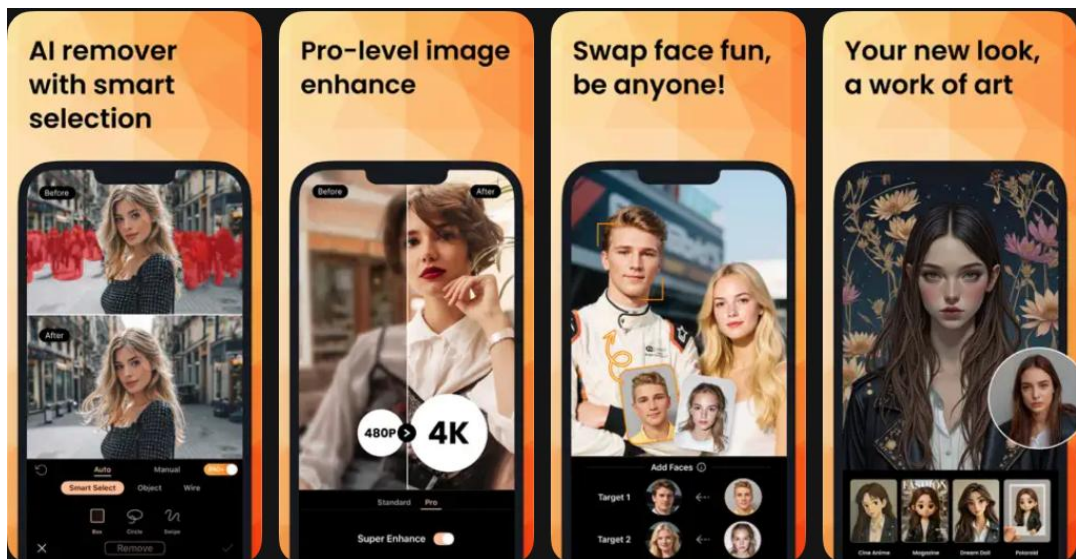 AI remover
with smart
selection
Before
After
Auto
Manual
PRO+
Smart Select
Object
Wire
Box
Circle
Swipe
Remove
Pro-level image
enhance
Before
After
480P
4K
Standard
Pro
Super Enhance
Swap face fun,
be anyone!
Add Faces
Target 1
Target 2
Your new look,
a work of art
FASHION
Cine Anime
Magazine
Dream Doll
Polaroid